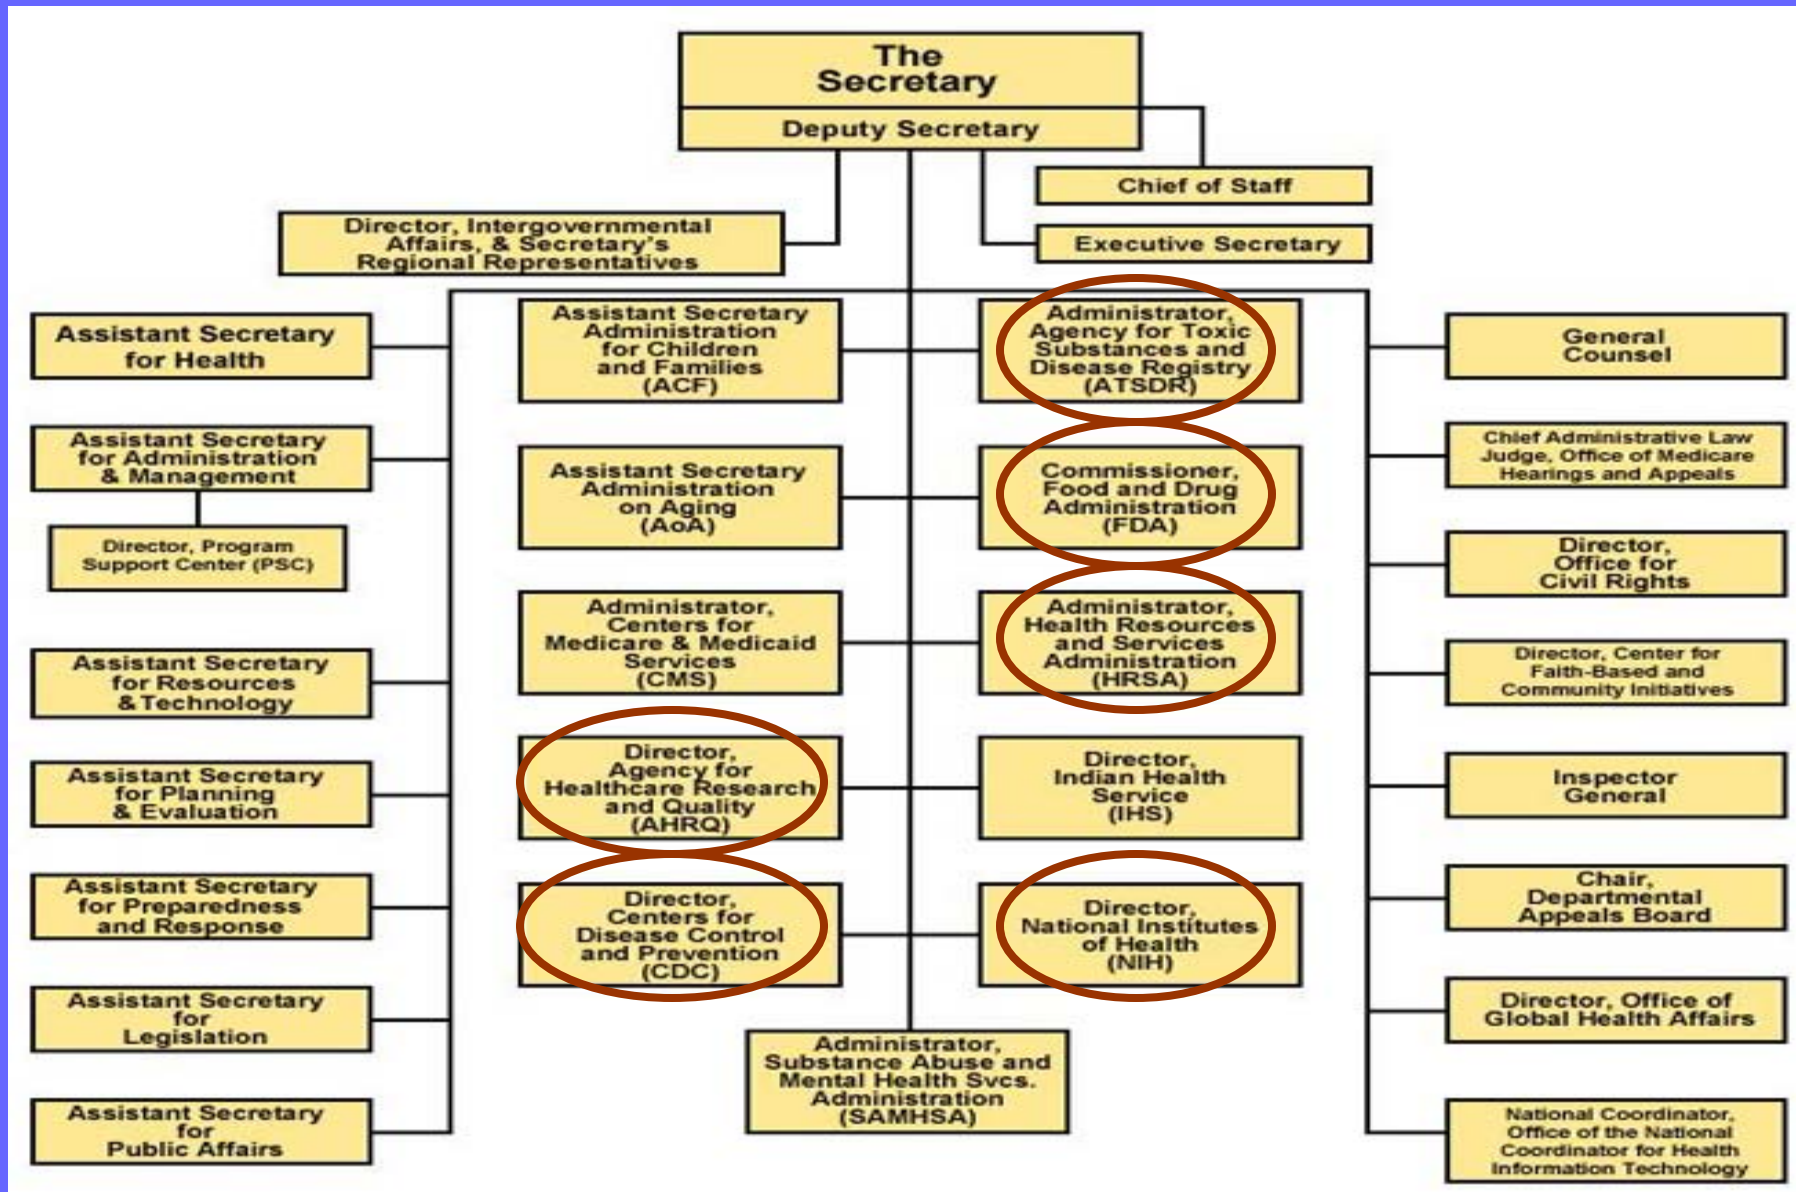 The
Secretary
Deputy Secretary
Chief of Staff
Director, Intergovernmental
Affairs, & Secretary's
Regional Representatives
Executive Secretary
Assistant Secretary
for Health
Assistant Secretary
for Administration
& Management
Director, Program
Support Center (PSC)
Assistant Secretary
for Resources
& Technology
Assistant Secretary
for Planning
& Evaluation
Assistant Secretary
for Preparedness
and Response
Assistant Secretary
for
Legislation
Assistant Secretary
for
Public Affairs
Assistant Secretary
Administration
for Children
and Families
(ACF)
Assistant Secretary
Administration
on Aging
(AoA)
Administrator,
Centers for
Medicare & Medicaid
Services
(CMS)
Director,
Agency for
Healthcare Research
and Quality
(AHRQ)
Director,
Centers for
Disease Control
and Prevention
(CDC)
Administrator,
Agency for Toxic
Substances and
Disease Registry
(ATSDR)
Commissioner,
Food and Drug
Administration
(FDA)
Administrator,
Health Resources
and Services
Administration
(HRSA)
Director,
Indian Health
Service
(IHS)
Director,
National Institutes
of Health
(NIH)
Administrator,
Substance Abuse and
Mental Health Svcs.
Administration
(SAMHSA)
General
Counsel
Chief Administrative Law
Judge, Office of Medicare
Hearings and Appeals
Director,
Office for
Civil Rights
Director, Center for
Faith-Based and
Community Initiatives
Inspector
General
Chair,
Departmental
Appeals Board
Director, Office of
Global Health Affairs
National Coordinator,
Office of the National
Coordinator for Health
Information Technology